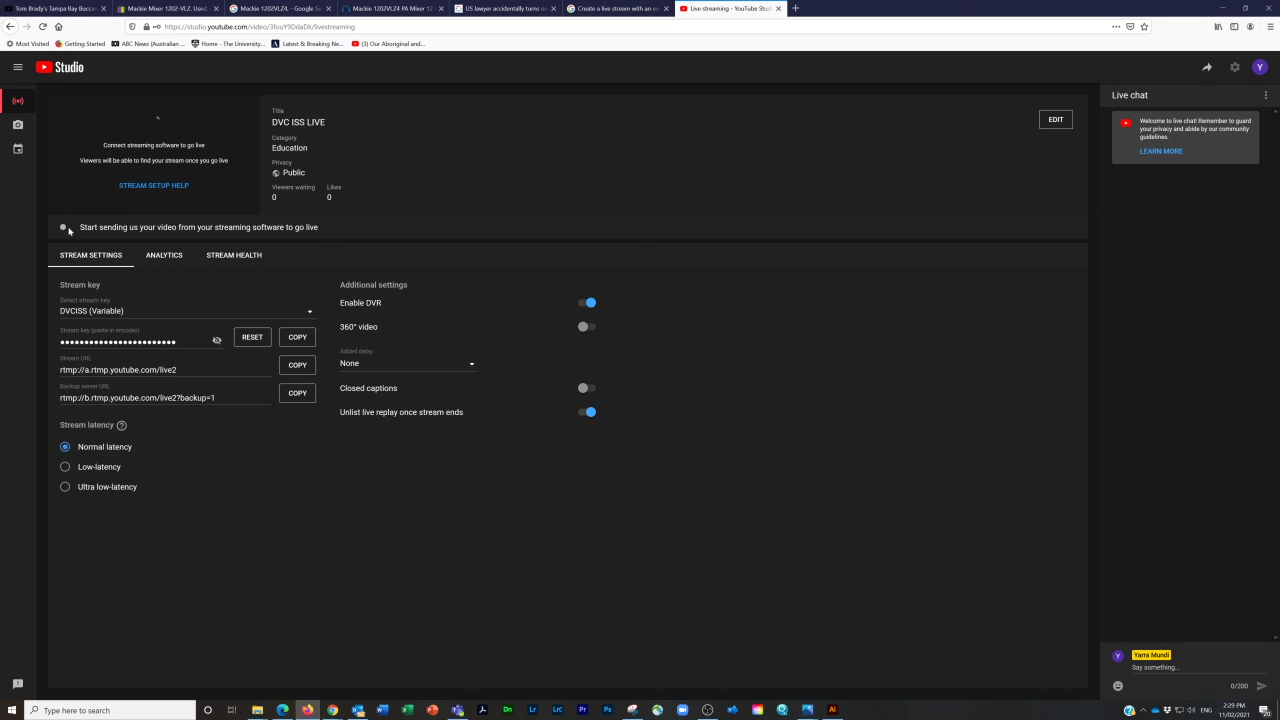 Tom Brady's Tampa Bay Buccan
Mackie Mixer 1202-VLZ. Used.
Mackie 1202VLZ4, - Google Se
Mackie 1202VLZ4 PA Mixer 12
US lawyer accidentally turns on
Create a live stream with an en
Live streaming - YouTube Stud
https://studio.youtube.com/video/3fouY9DdaDk/livestreaming
Most Visited
Getting Started
ABC News (Australian ...
Home - The Worldwide...
Latest & Breaking Ne...
(3) Our Aboriginal and...
Studio
Y
Connect streaming software to go live
Viewers will be able to find your stream once you go live
STREAM SETUP HELP
Title
DVC ISS LIVE
Category
Education
Privacy
Public
Viewers waiting Likes
0 0
EDIT
Start sending us your video from your streaming software to go live
STREAM SETTINGS ANALYTICS STREAM HEALTH
Stream key
Select stream key
DVCISS (Variable)
Stream key (paste in encoder)
•••••••••••••••••••••••• RESET COPY
Stream URL
rtmp://a.rtmp.youtube.com/live2 COPY
Backup server URL
rtmp://b.rtmp.youtube.com/live2?backup=1 COPY
Stream latency ?
Normal latency
Low-latency
Ultra low-latency
Additional settings
Enable DVR
360° video
Added delay
None
Closed captions
Unlist live replay once stream ends
Live chat
Welcome to live chat! Remember to guard
your privacy and abide by our community
guidelines.
LEARN MORE
Y Yarra Mundi
Say something...
0/200
Type here to search
ENG
2:29 PM
11/02/2021